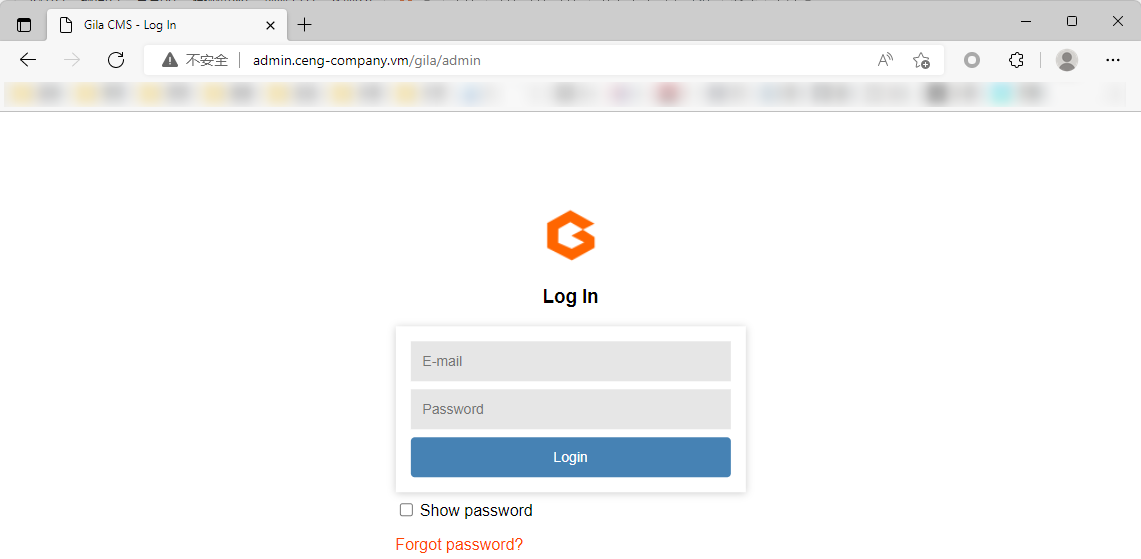 Gila CMS - Log In
不安全 admin.ceng-company.vm/gila/admin
Log In
E-mail
Password
Login
Show password
Forgot password?